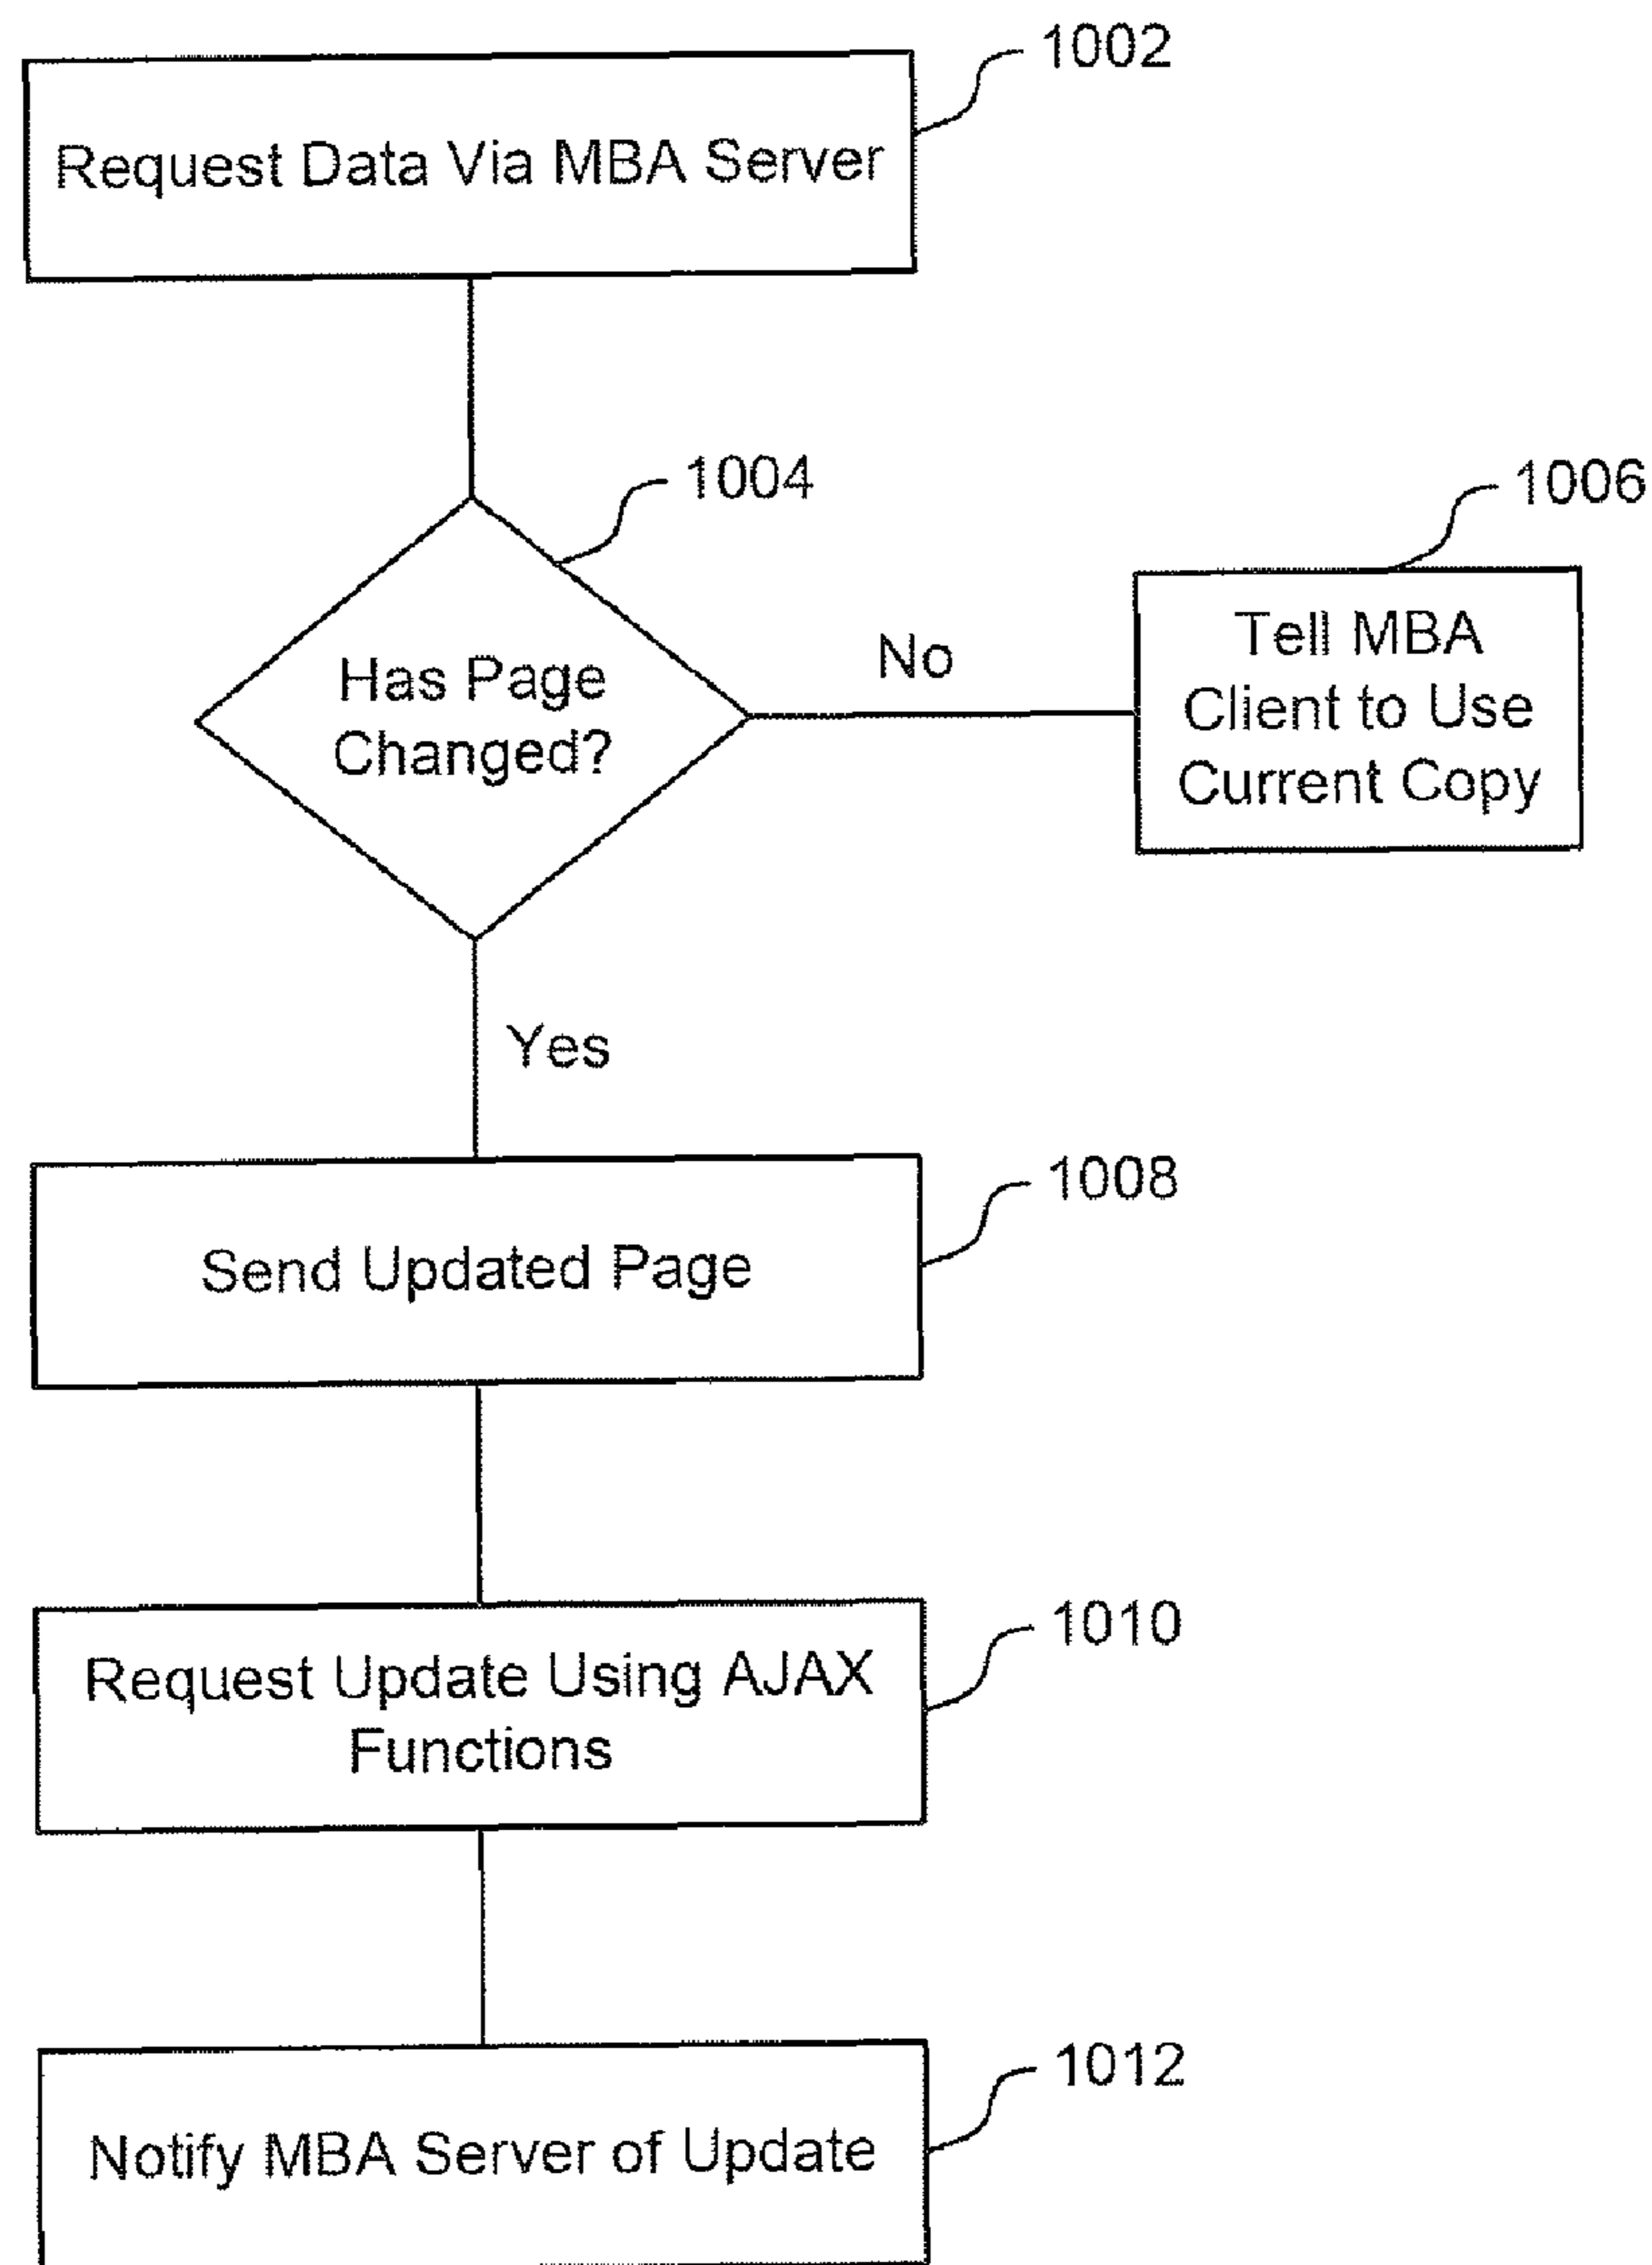 1002
Request Data Via MBA Server
1004
1006
Has Page
Changed?
No
Tell MBA
Client to Use
Current Copy
Yes
1008
Send Updated Page
1010
Request Update Using AJAX
Functions
1012
Notify MBA Server of Update